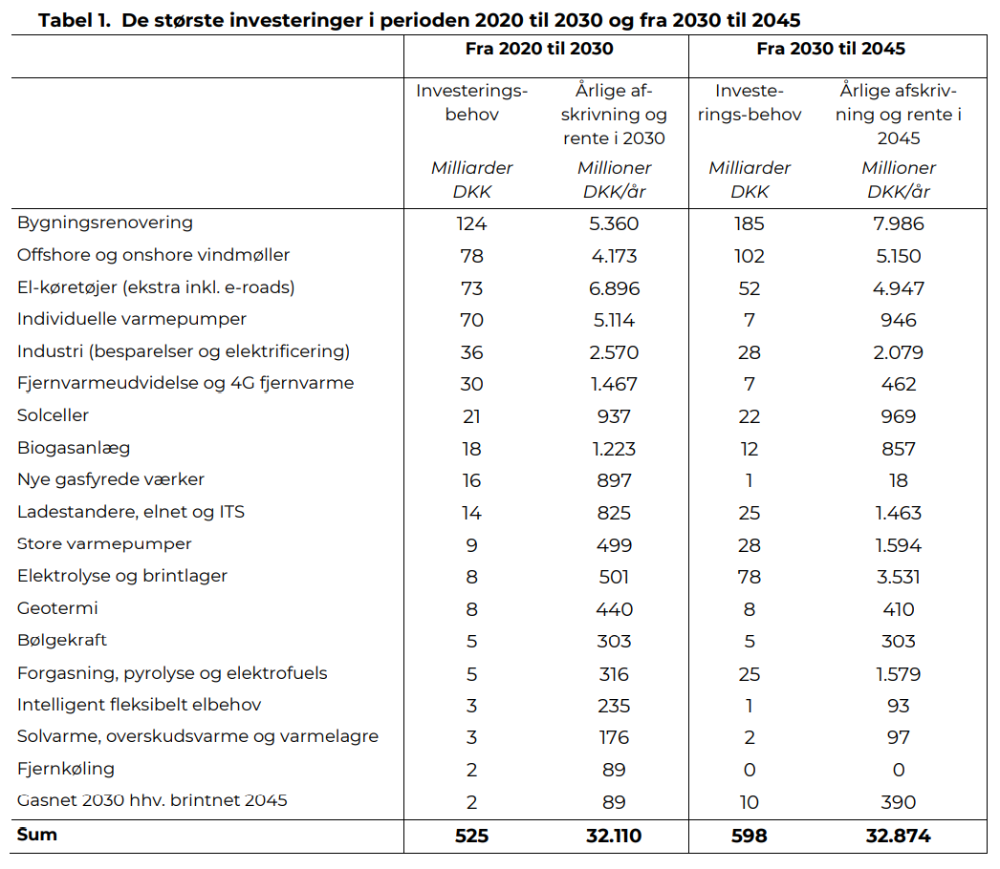 Tabel 1. De største investeringer i perioden 2020 til 2030 og fra 2030 til 2045
Fra 2020 til 2030 Fra 2030 til 2045
Investerings- Årlige af- Investe- Årlige afskriv-
behov skrivning og rings-behov ning og rente i
rente i 2030 2045
Milliarder Millioner Milliarder Millioner
DKK DKK/år DKK DKK/år
Bygningsrenovering 124 5.360 185 7.986
Offshore og onshore vindmøller 78 4.173 102 5.150
El-køretøjer (ekstra inkl. e-roads) 73 6.896 52 4.947
Individuelle varmepumper 70 5.114 7 946
Industri (besparelser og elektrificering) 36 2.570 28 2.079
Fjernvarmeudvidelse og 4G fjernvarme 30 1.467 7 462
Solceller 21 937 22 969
Biogasanlæg 18 1.223 12 857
Nye gasfyrede værker 16 897 1 18
Ladestandere, elnet og ITS 14 825 25 1.463
Store varmepumper 9 499 28 1.594
Elektrolyse og brintlager 8 501 78 3.531
Geotermi 8 440 8 410
Bølgekraft 5 303 5 303
Forgasning, pyrolyse og elektrofuels 5 316 25 1.579
Intelligent fleksibelt elbehov 3 235 1 93
Solvarme, overskudsvarme og varmelagre 3 176 2 97
Fjernkøling 2 89 0 0
Gasnet 2030 hhv. brintnet 2045 2 89 10 390
Sum 525 32.110 598 32.874